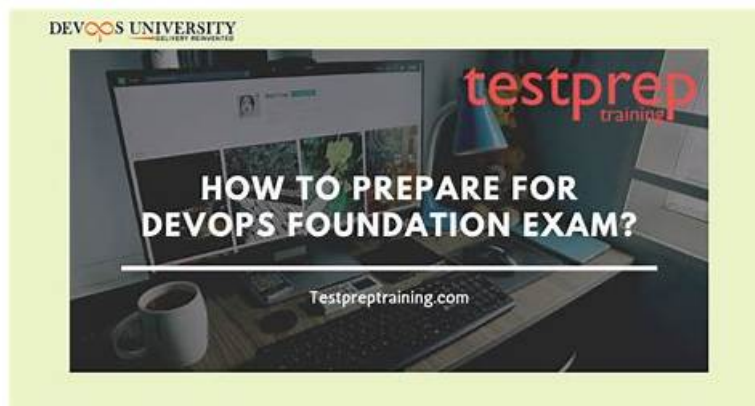 DEVOPS UNIVERSITY
DELIVERY REINVENTED
testprep
training
HOW TO PREPARE FOR
DEVOPS FOUNDATION EXAM?
Testpreptraining.com